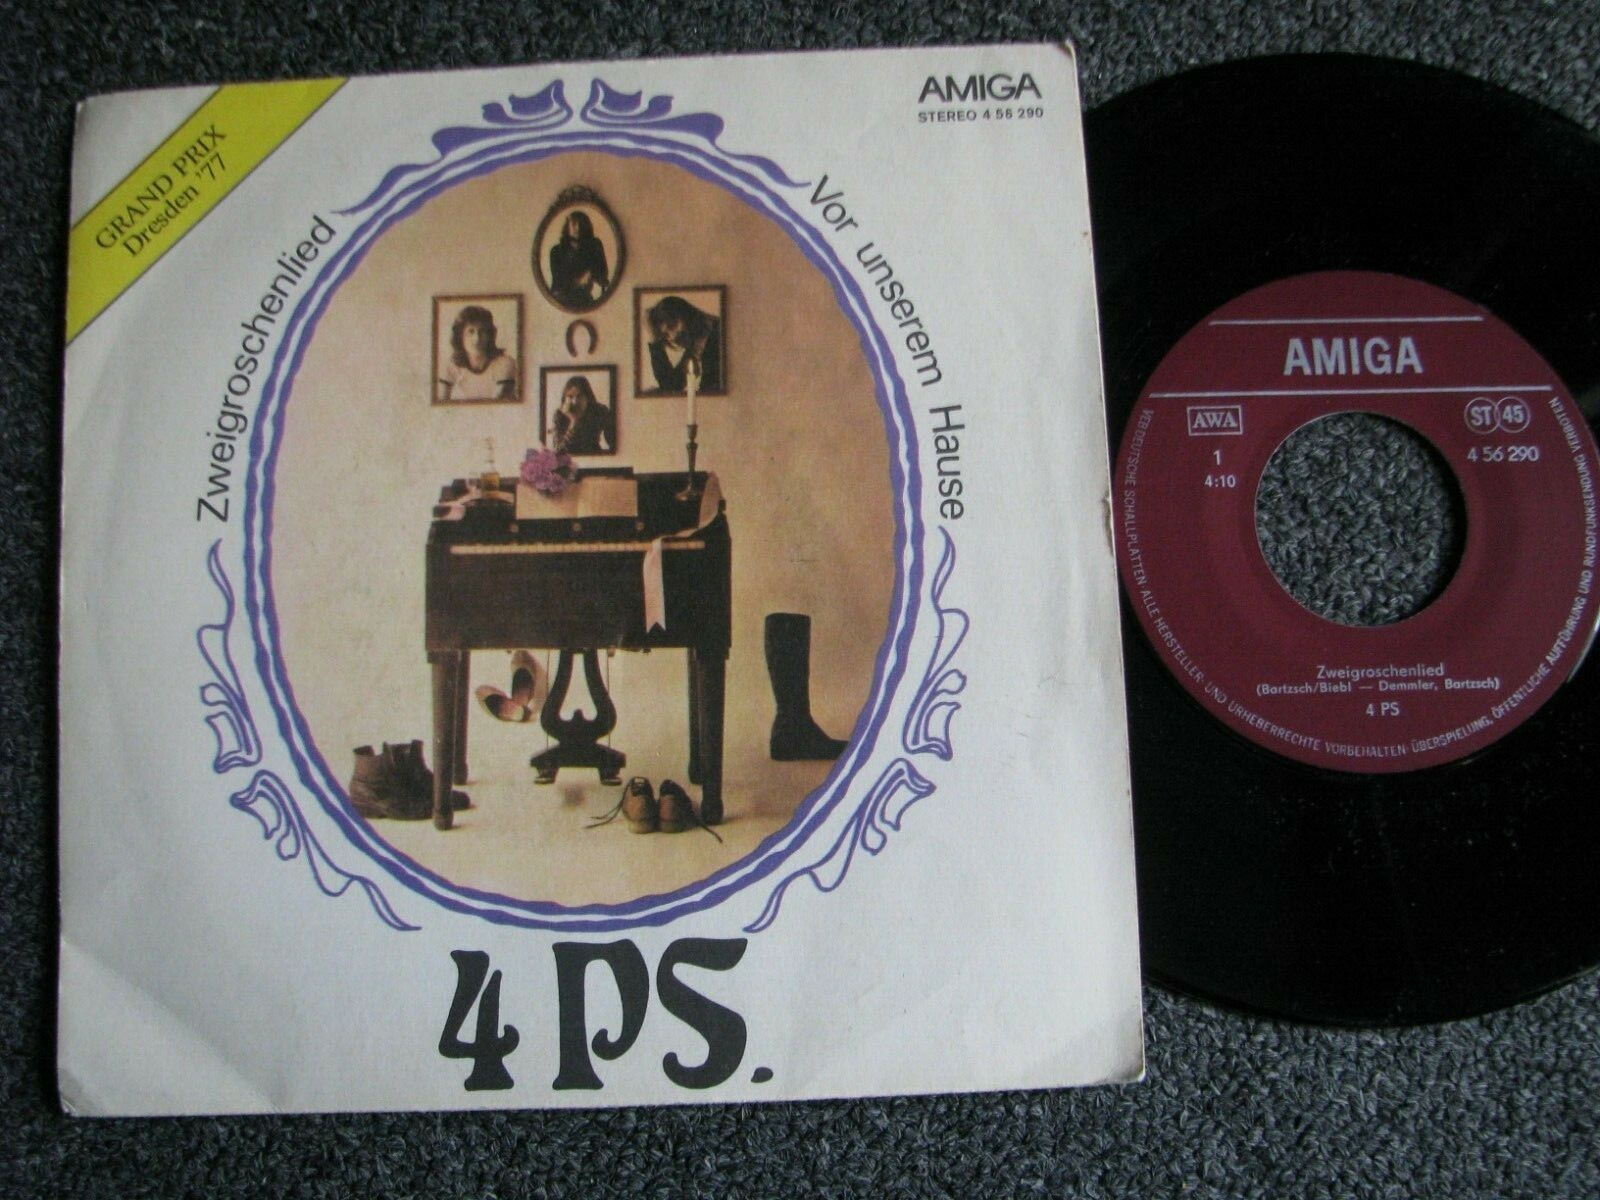 GRAND PRIX
Dresden '77
AMIGA
STEREO 4 56 290
Zweigroschenlied
Vor unserem Hause
4 PS.
AMIGA
AWA
ST 45
1
4 56 290
4:10
Zweigroschenlied
(Bartzsch/Biebl — Demmler, Bartzsch)
4 PS
VEB DEUTSCHE SCHALLPLATTEN · ALLE HERSTELLER- UND URHEBERRECHTE VORBEHALTEN · ÜBERSPIELUNG, ÖFFENTLICHE AUFFÜHRUNG UND RUNDFUNKSENDUNG VERBOTEN